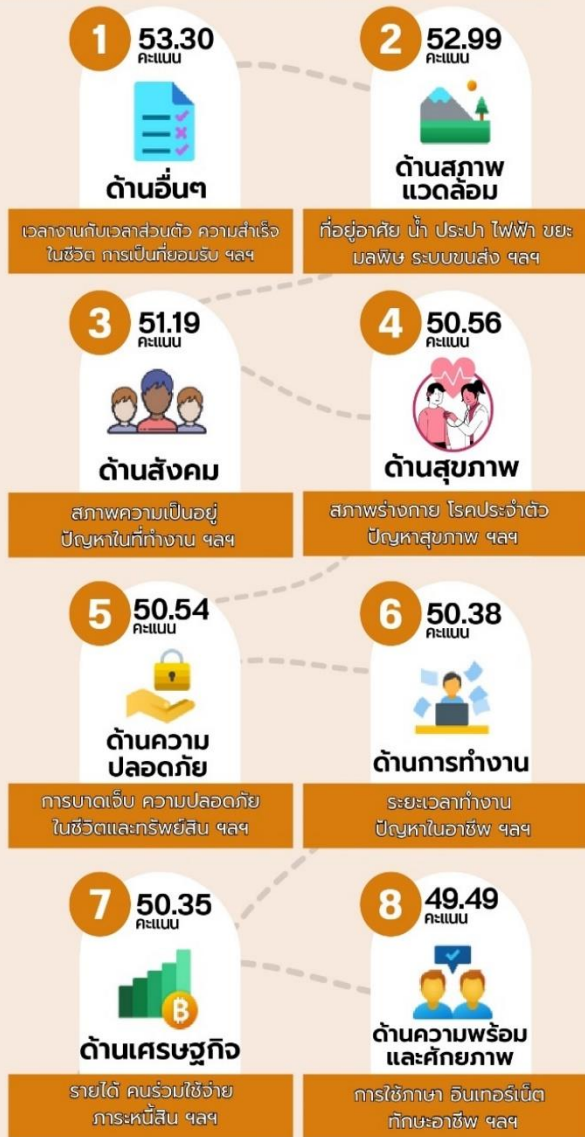 1 53.30
คะแนน
ด้านอื่นๆ
เวลางานกับเวลาส่วนตัว ความสำเร็จ
ในชีวิต การเป็นที่ยอมรับ ฯลฯ
2 52.99
คะแนน
ด้านสภาพ
แวดล้อม
ที่อยู่อาศัย น้ำ ประปา ไฟฟ้า ขยะ
มลพิษ ระบบขนส่ง ฯลฯ
3 51.19
คะแนน
ด้านสังคม
สภาพความเป็นอยู่
ปัญหาในที่ทำงาน ฯลฯ
4 50.56
คะแนน
ด้านสุขภาพ
สภาพร่างกาย โรคประจำตัว
ปัญหาสุขภาพ ฯลฯ
5 50.54
คะแนน
ด้านความ
ปลอดภัย
การบาดเจ็บ ความปลอดภัย
ในชีวิตและทรัพย์สิน ฯลฯ
6 50.38
คะแนน
ด้านการทำงาน
ระยะเวลาทำงาน
ปัญหาในอาชีพ ฯลฯ
7 50.35
คะแนน
ด้านเศรษฐกิจ
รายได้ คนร่วมใช้จ่าย
ภาระหนี้สิน ฯลฯ
8 49.49
คะแนน
ด้านความพร้อม
และศักยภาพ
การใช้ภาษา อินเทอร์เน็ต
ทักษะอาชีพ ฯลฯ